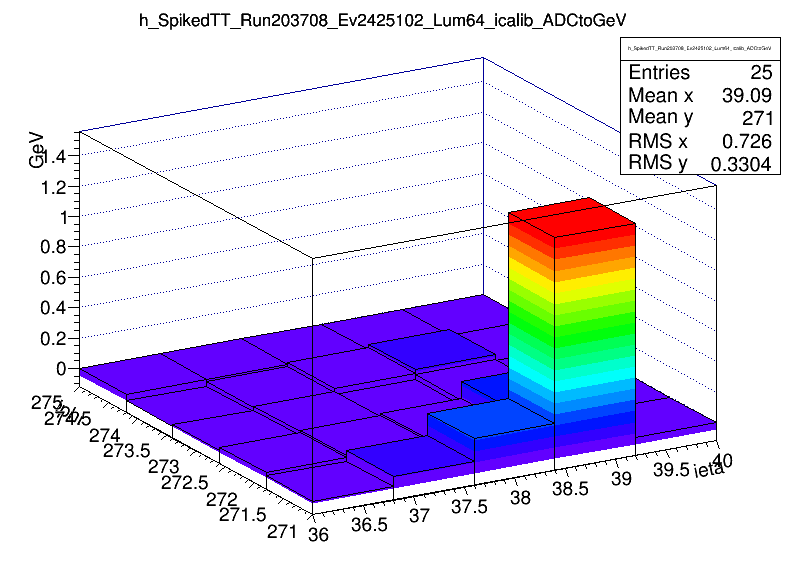 h_SpikedTT_Run203708_Ev2425102_Lum64_icalib_ADCtoGeV
h_SpikedTT_Run203708_Ev2425102_Lum64_icalib_ADCtoGeV
Entries 25
Mean x 39.09
Mean y 271
RMS x 0.726
RMS y 0.3304
GeV
1.4
1.2
1
0.8
0.6
0.4
0.2
0
275
274.5
274
273.5
273
272.5
272
271.5
271
36
36.5
37
37.5
38
38.5
39
39.5
40
ieta